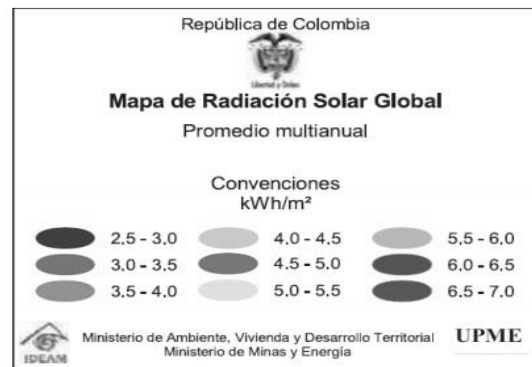 República de Colombia
Libertad y Orden
Mapa de Radiación Solar Global
Promedio multianual
Convenciones
kWh/m²
2.5 - 3.0 4.0 - 4.5 5.5 - 6.0
3.0 - 3.5 4.5 - 5.0 6.0 - 6.5
3.5 - 4.0 5.0 - 5.5 6.5 - 7.0
IDEAM
Ministerio de Ambiente, Vivienda y Desarrollo Territorial
Ministerio de Minas y Energía
UPME